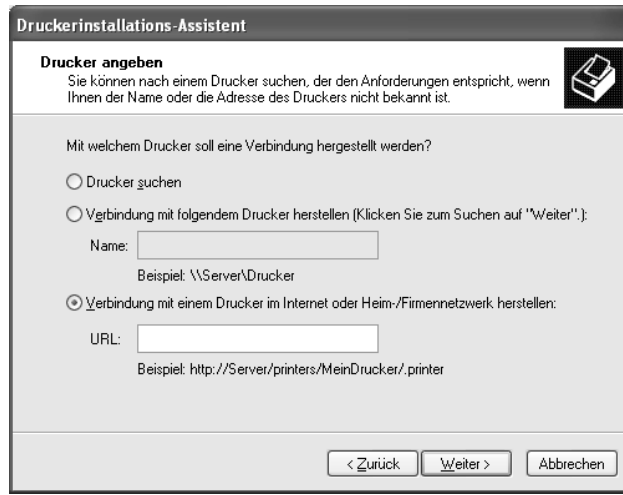 Druckerinstallations-Assistent
Drucker angeben
Sie können nach einem Drucker suchen, der den Anforderungen entspricht, wenn
Ihnen der Name oder die Adresse des Druckers nicht bekannt ist.
Mit welchem Drucker soll eine Verbindung hergestellt werden?
Drucker suchen
Verbindung mit folgendem Drucker herstellen (Klicken Sie zum Suchen auf "Weiter".):
Name:
Beispiel: \\Server\Drucker
Verbindung mit einem Drucker im Internet oder Heim-/Firmennetzwerk herstellen:
URL:
Beispiel: http://Server/printers/MeinDrucker/.printer
< Zurück
Weiter >
Abbrechen